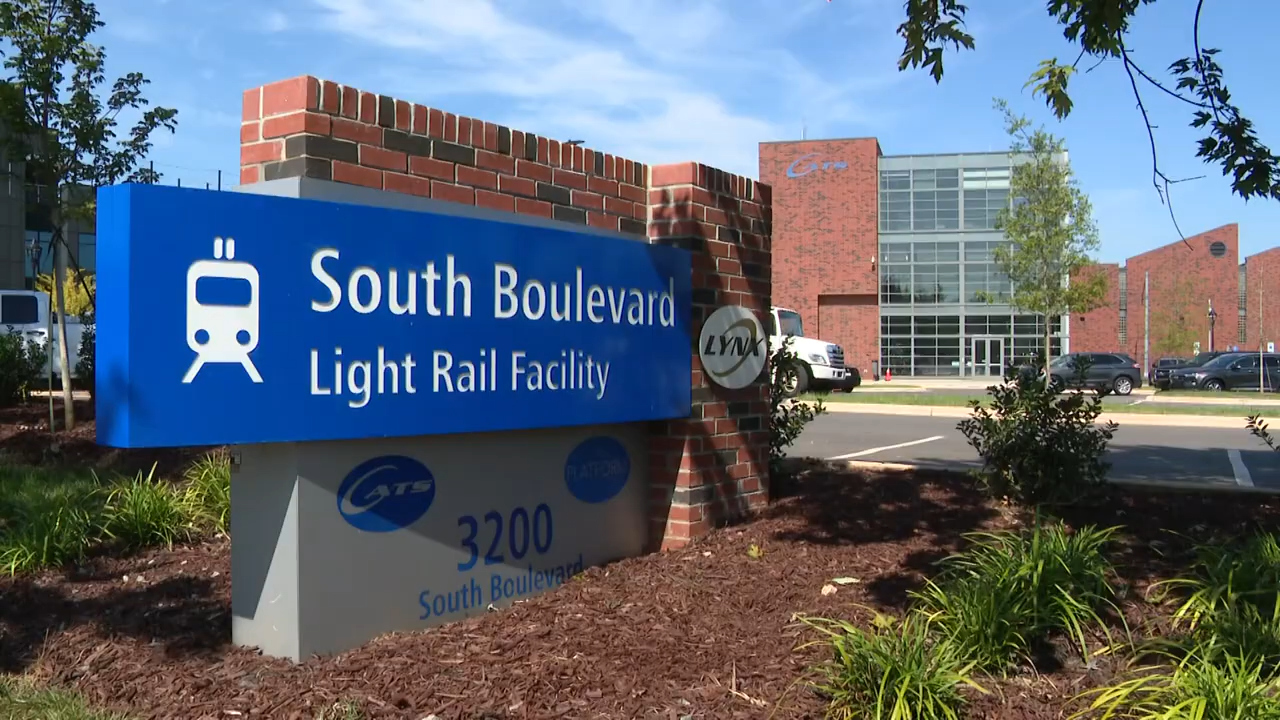 CATS
South Boulevard
Light Rail Facility
LYNX
CATS
PLATFORM
3200
South Boulevard